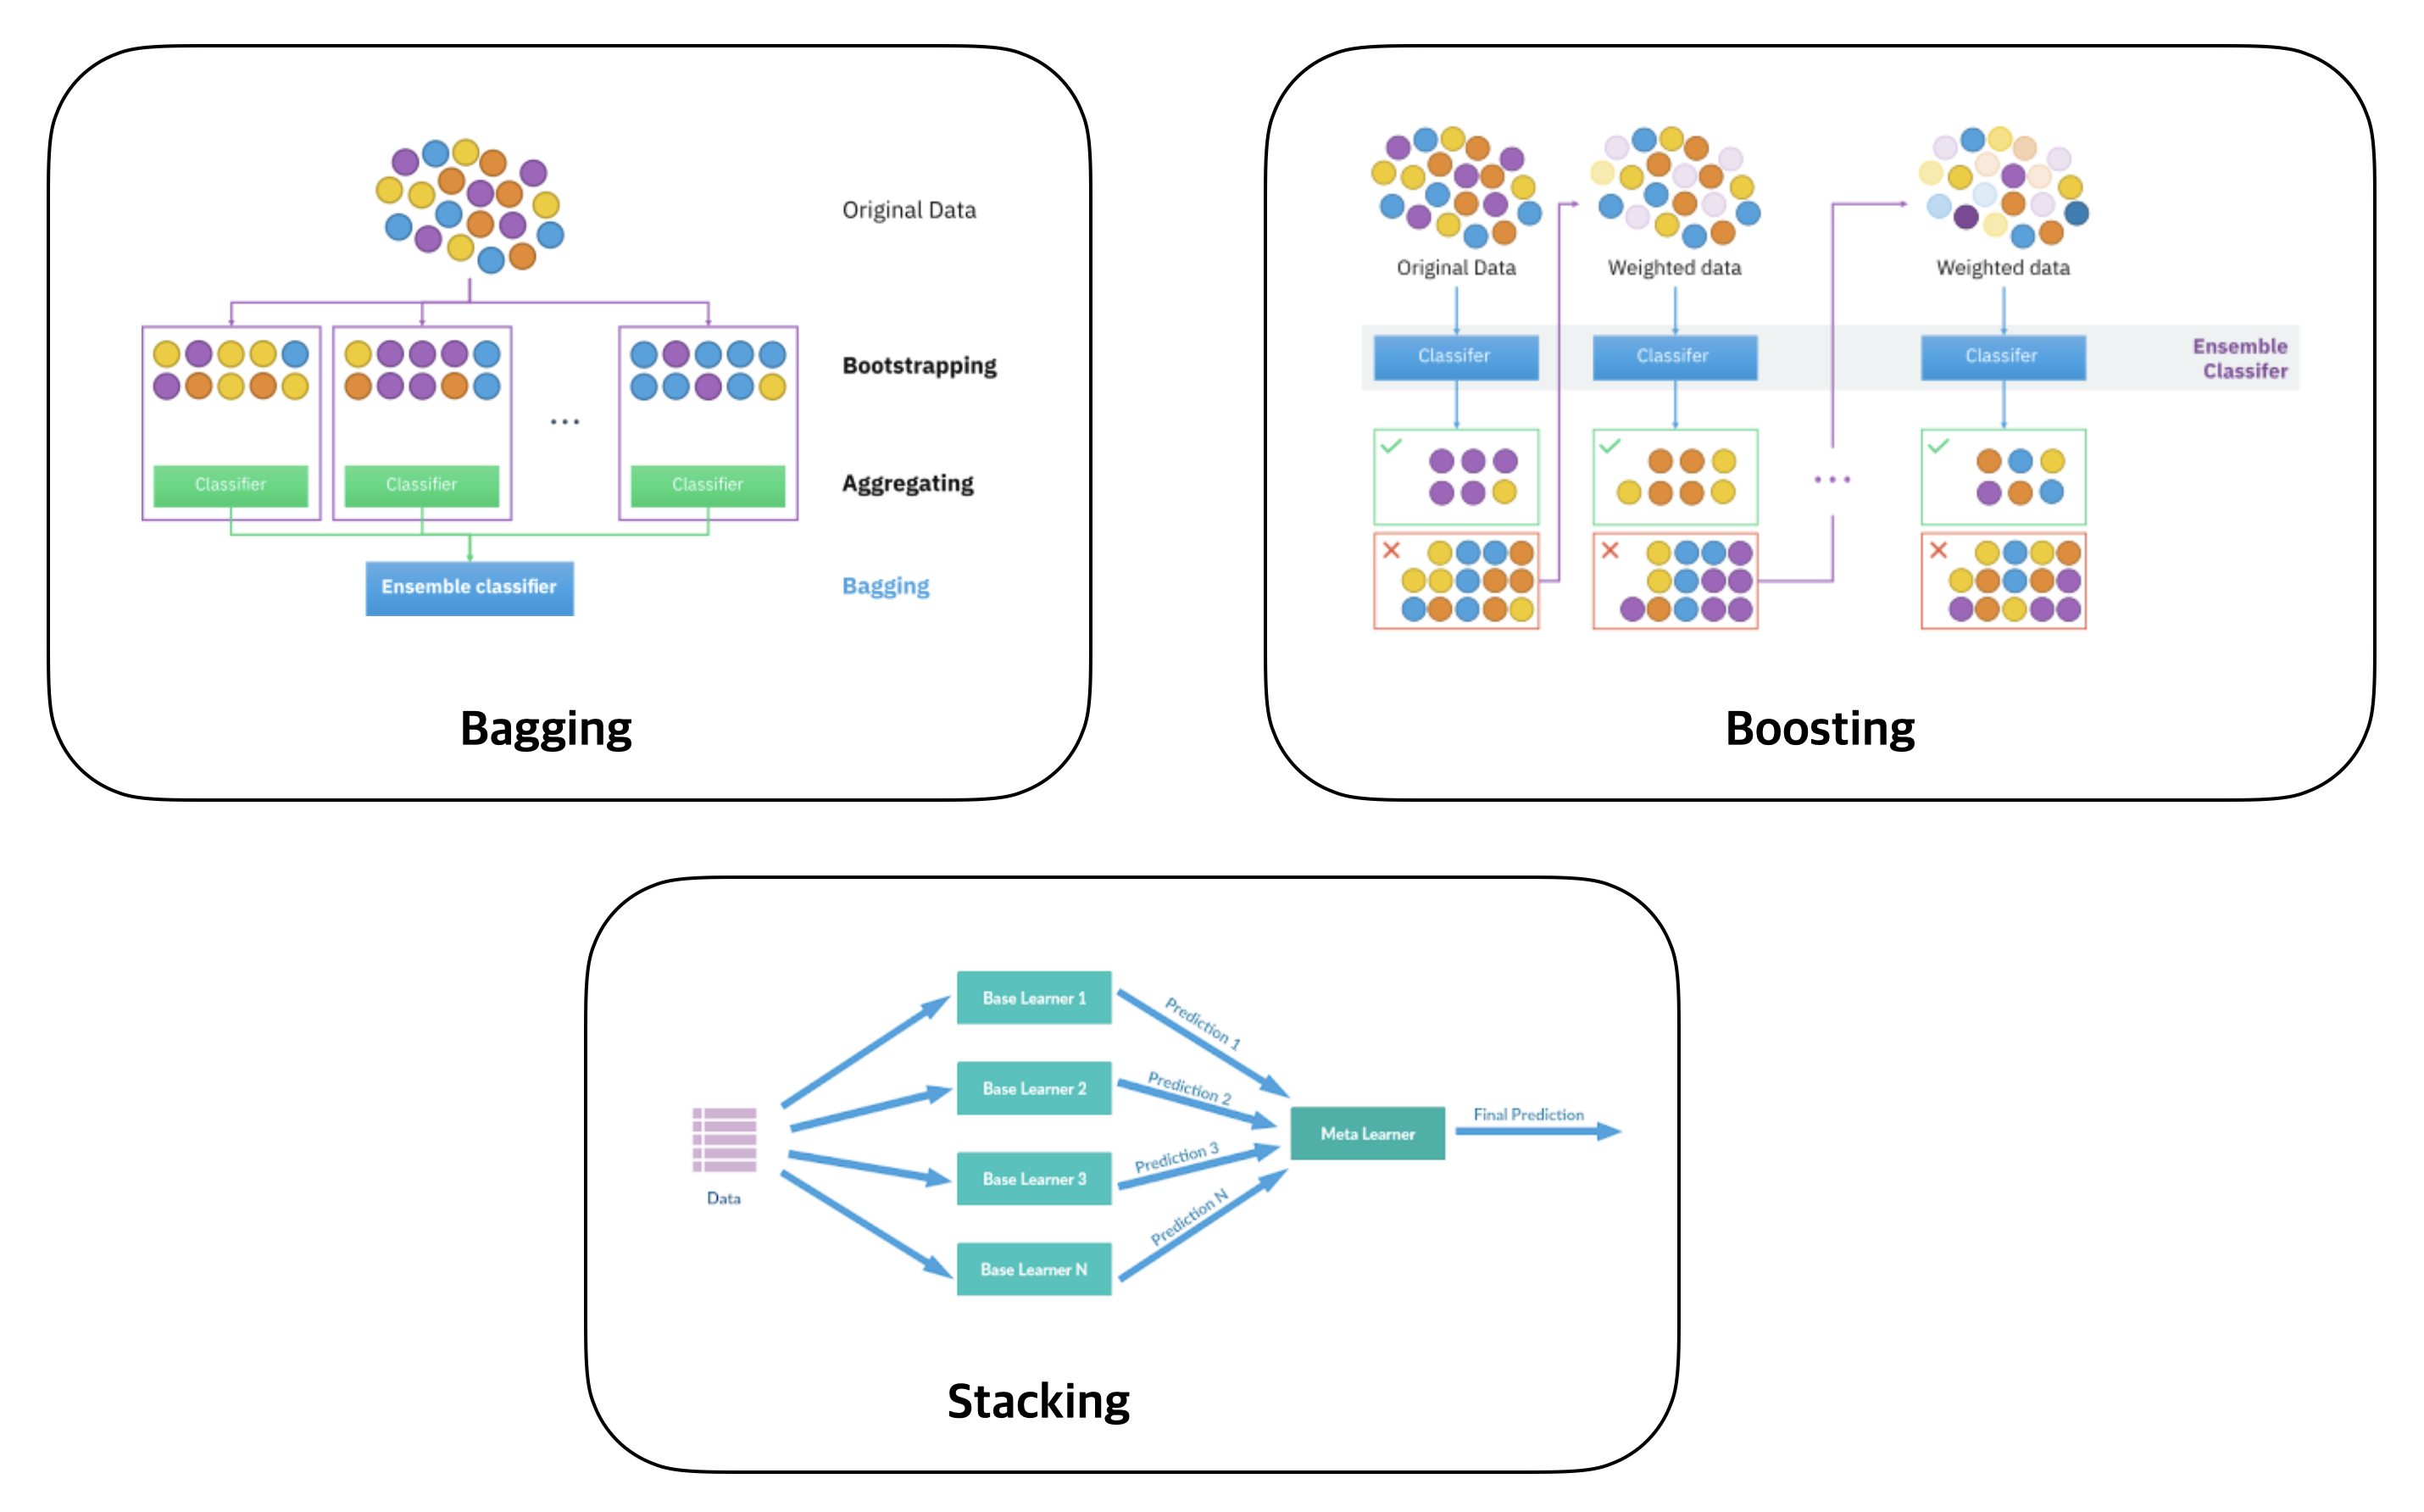 Original Data
Bootstrapping
...
Classifier
Classifier
Classifier
Aggregating
Ensemble classifier
Bagging
Bagging
Original Data
Weighted data
Weighted data
Classifer
Classifer
Classifer
Ensemble
Classifer
...
Boosting
Data
Base Learner 1
Base Learner 2
Base Learner 3
Base Learner N
Prediction 1
Prediction 2
Prediction 3
Prediction N
Meta Learner
Final Prediction
Stacking